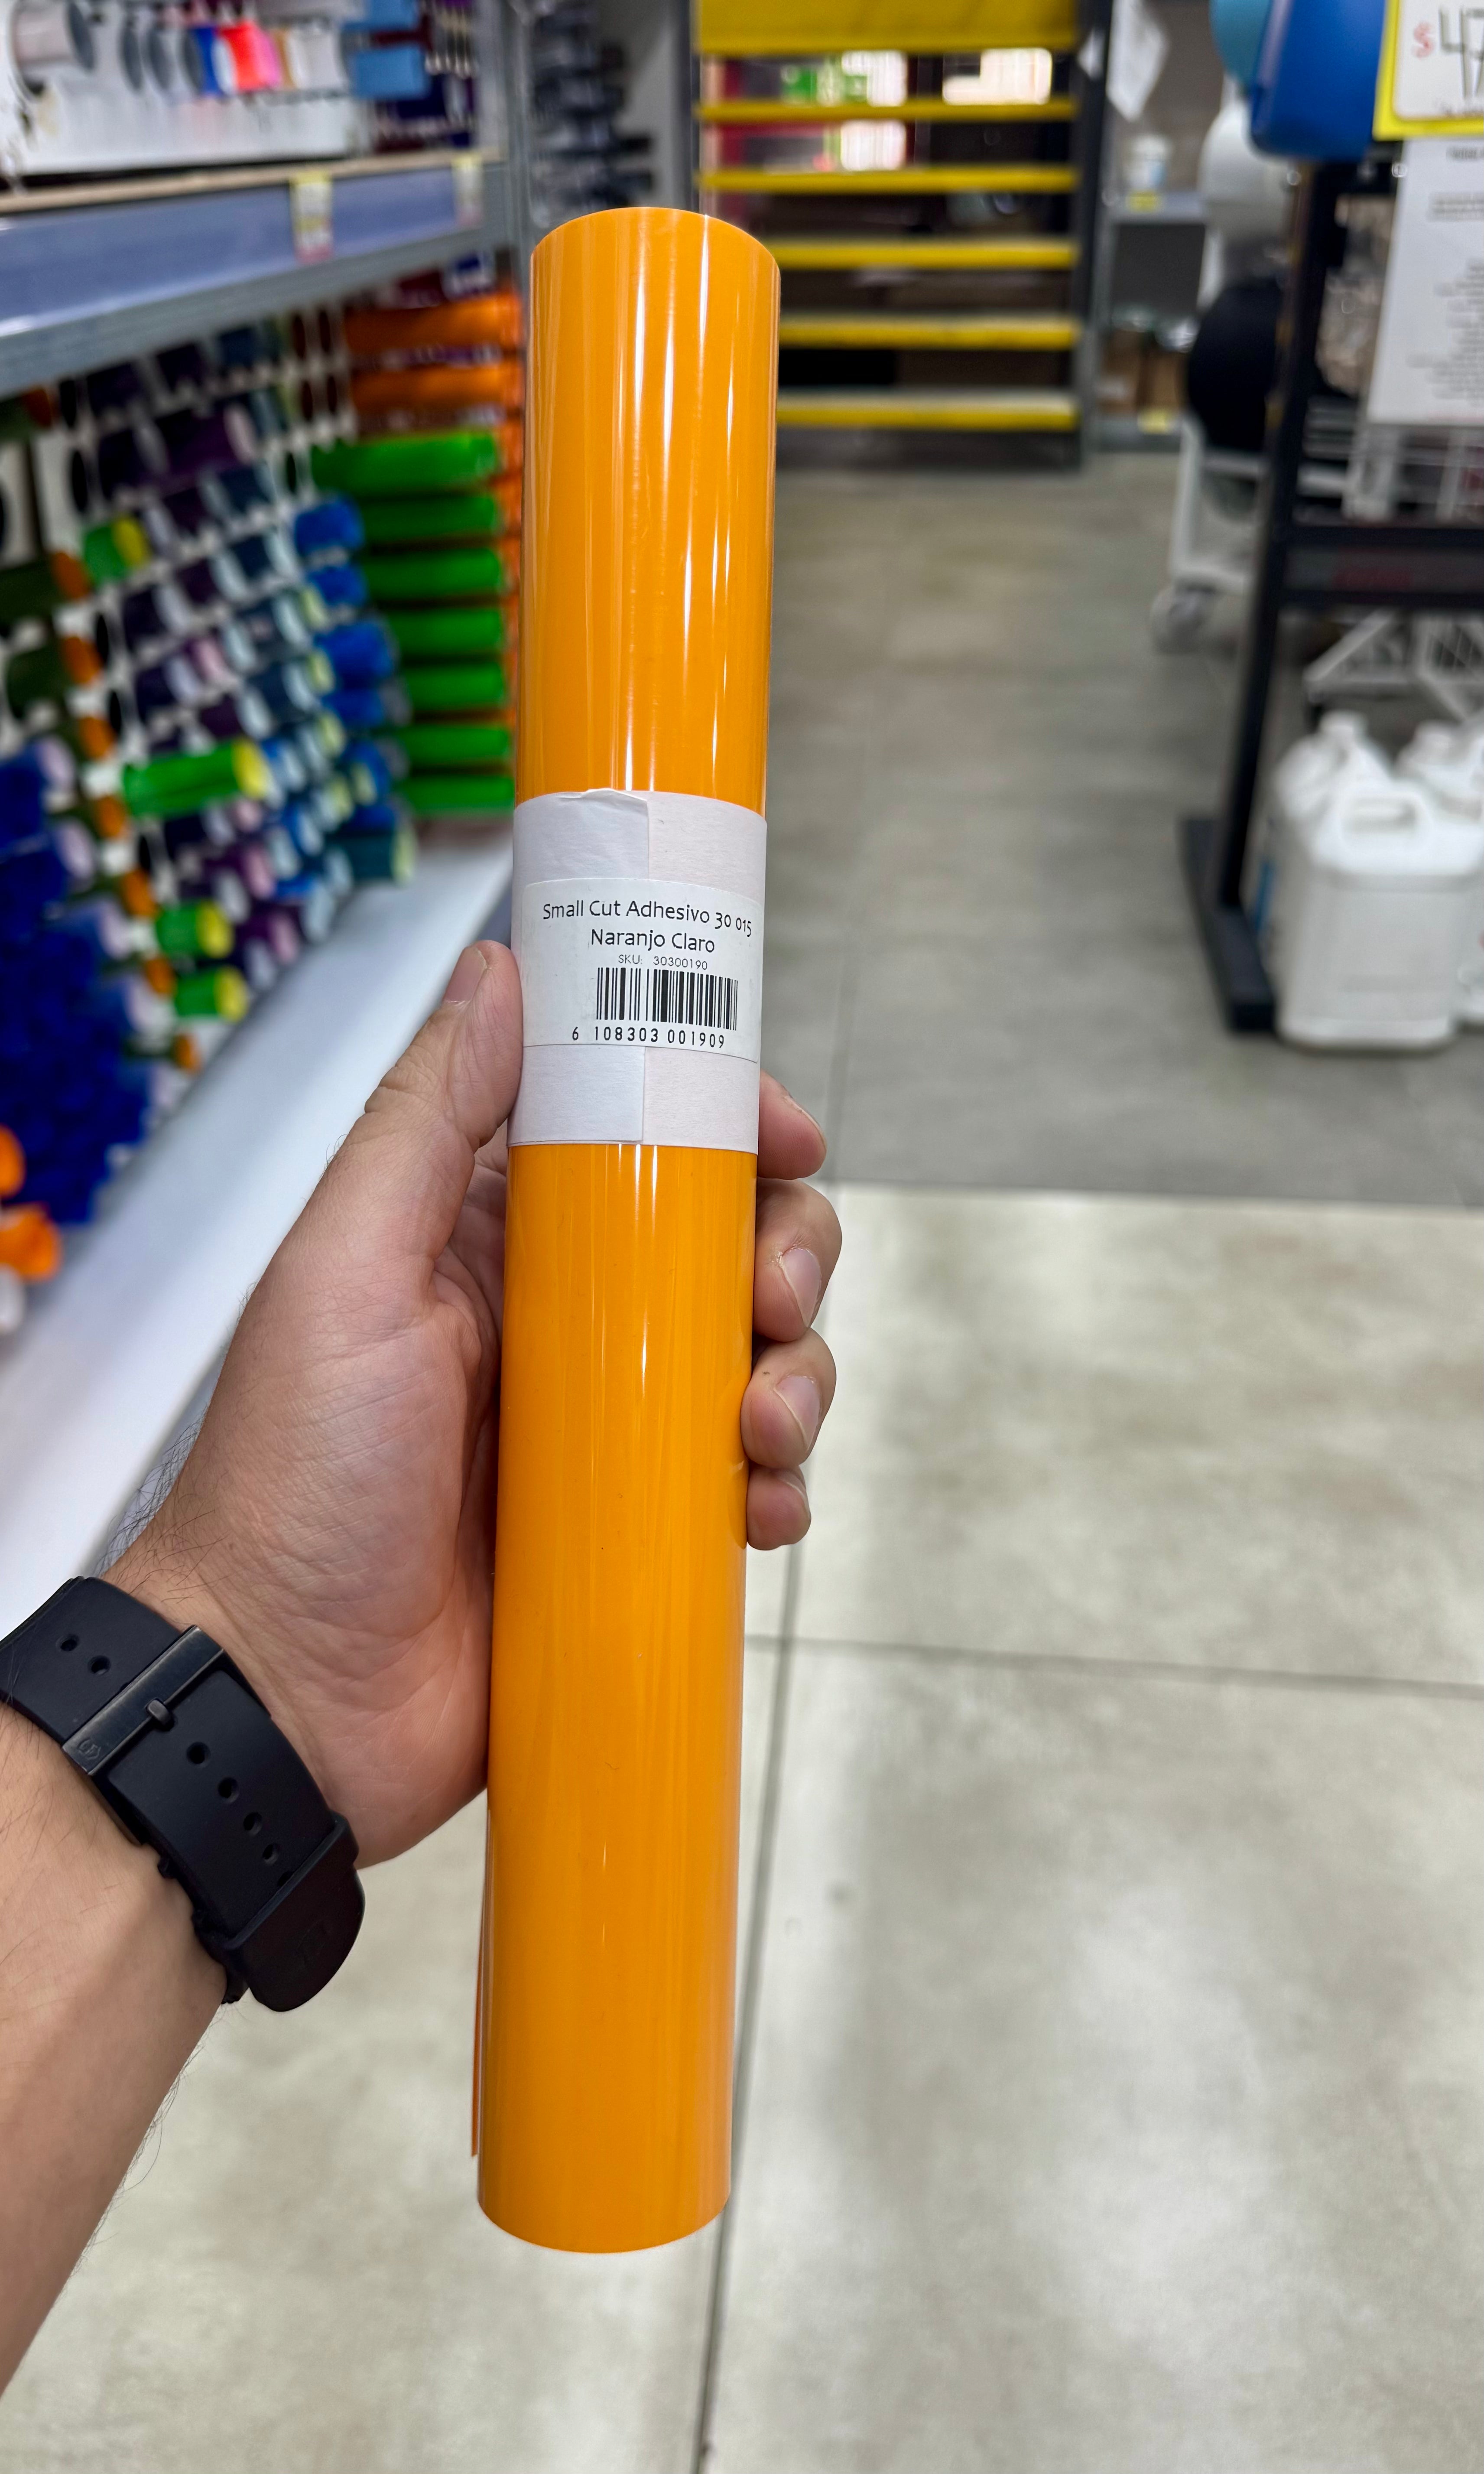 Small Cut Adhesivo 30 015
Naranjo Claro
SKU: 30300190
6 108303 001909